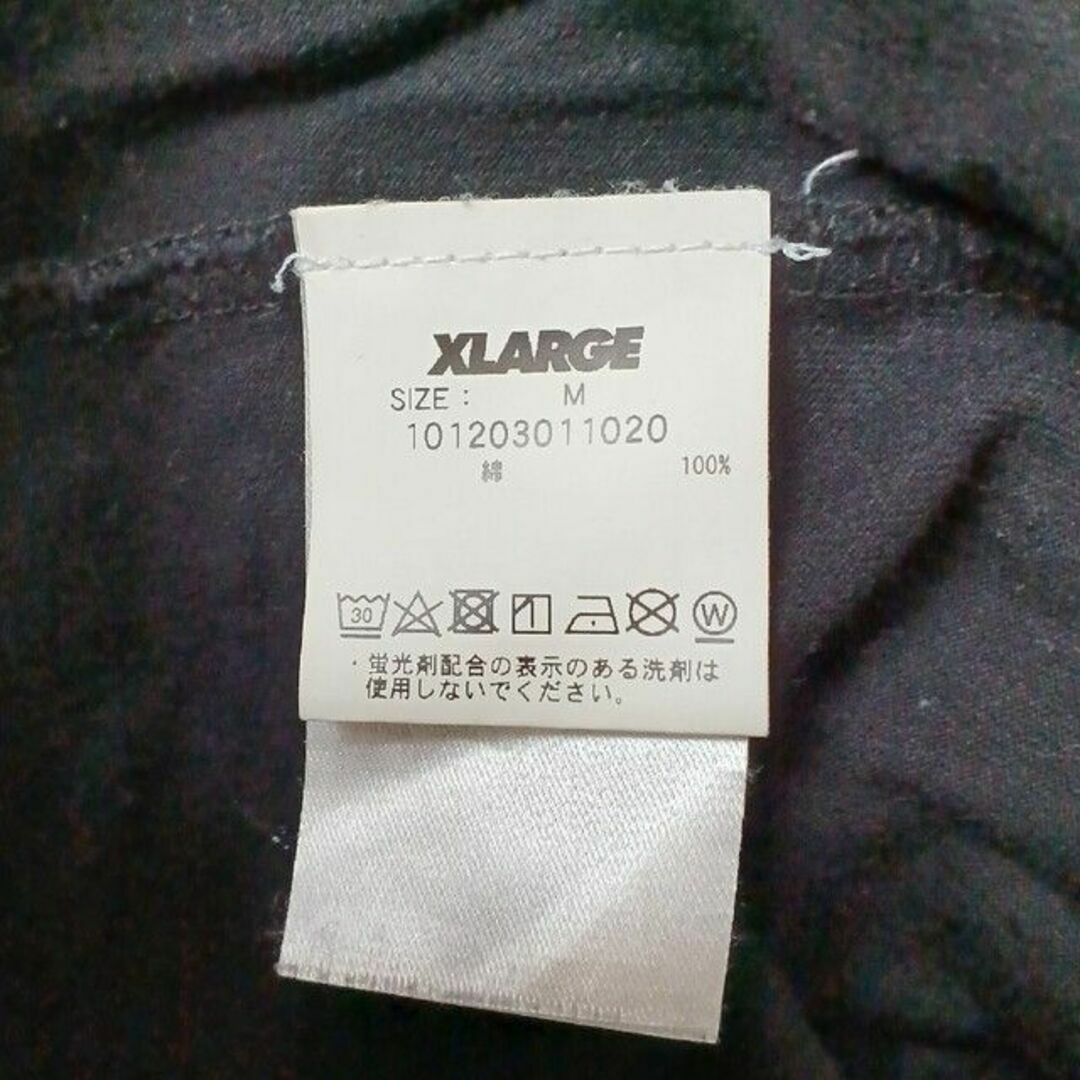 XLARGE
SIZE : M
101203011020
綿 100%
30 W
・蛍光剤配合の表示のある洗剤は
使用しないでください。